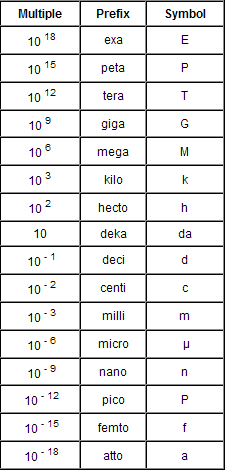 Multiple Prefix Symbol
10 18 exa E
10 15 peta P
10 12 tera T
10 9 giga G
10 6 mega M
10 3 kilo k
10 2 hecto h
10 deka da
10 - 1 deci d
10 - 2 centi c
10 - 3 milli m
10 - 6 micro µ
10 - 9 nano n
10 - 12 pico P
10 - 15 femto f
10 - 18 atto a